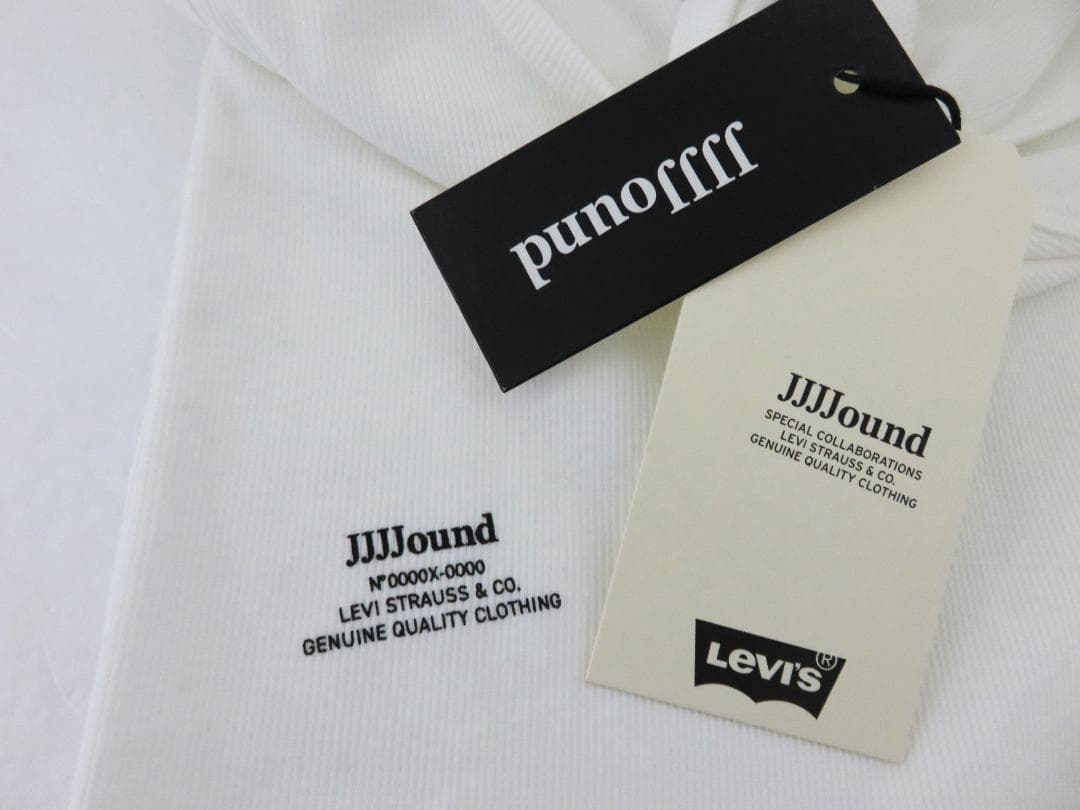 JJJJound
JJJJound
SPECIAL COLLABORATIONS
LEVI STRAUSS & CO.
GENUINE QUALITY CLOTHING
LEVI'S®
JJJJound
N°0000X-0000
LEVI STRAUSS & CO.
GENUINE QUALITY CLOTHING